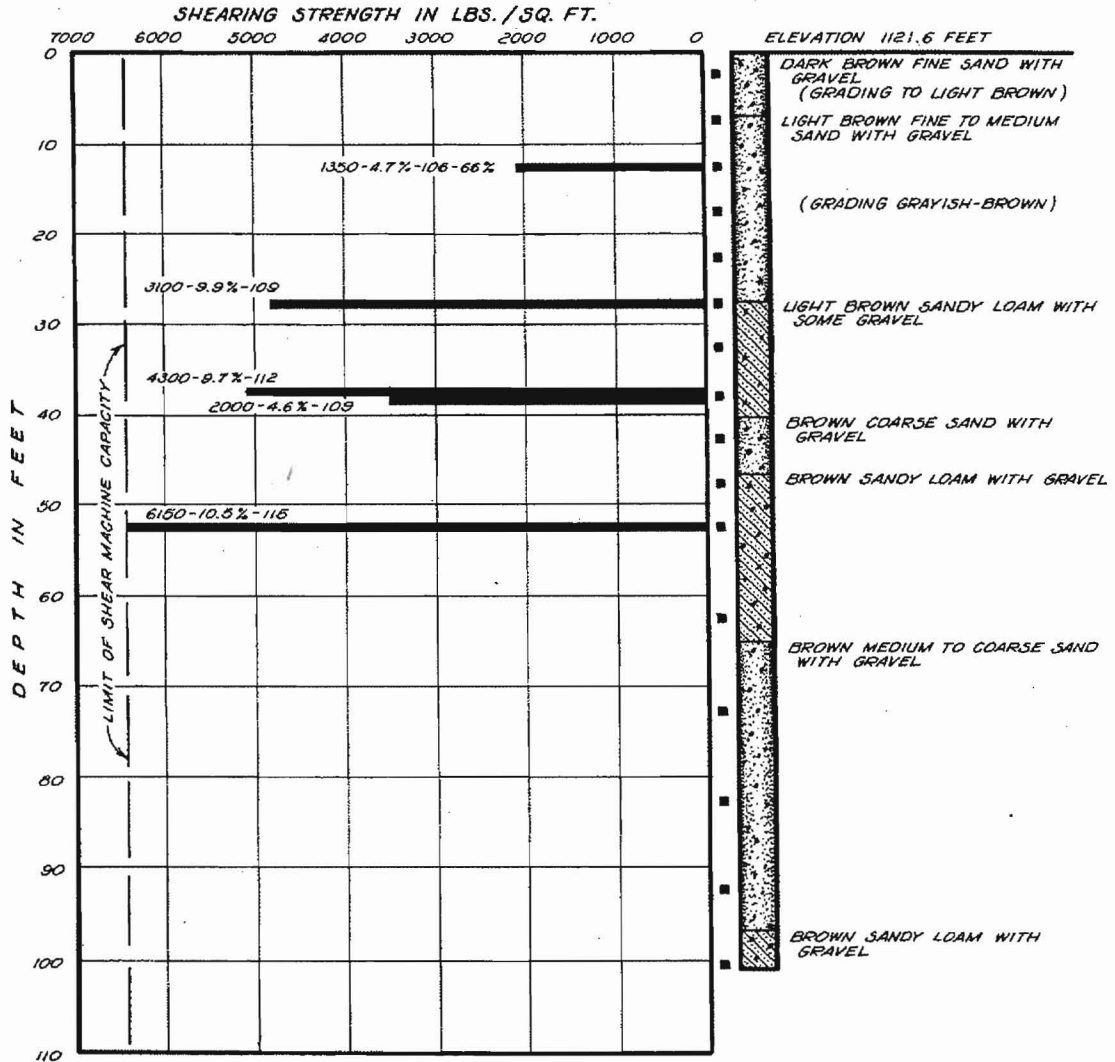 SHEARING STRENGTH IN LBS./SQ. FT.
7000 6000 5000 4000 3000 2000 1000 0
ELEVATION 1121.6 FEET
0
10
20
30
40
50
60
70
80
90
100
110
DEPTH IN FEET
LIMIT OF SHEAR MACHINE CAPACITY
1350-4.7%-106-66%
3100-9.9%-109
4300-9.7%-112
2000-4.6%-109
6150-10.5%-115
DARK BROWN FINE SAND WITH
GRAVEL
(GRADING TO LIGHT BROWN)
LIGHT BROWN FINE TO MEDIUM
SAND WITH GRAVEL
(GRADING GRAYISH-BROWN)
LIGHT BROWN SANDY LOAM WITH
SOME GRAVEL
BROWN COARSE SAND WITH
GRAVEL
BROWN SANDY LOAM WITH GRAVEL
BROWN MEDIUM TO COARSE SAND
WITH GRAVEL
BROWN SANDY LOAM WITH
GRAVEL